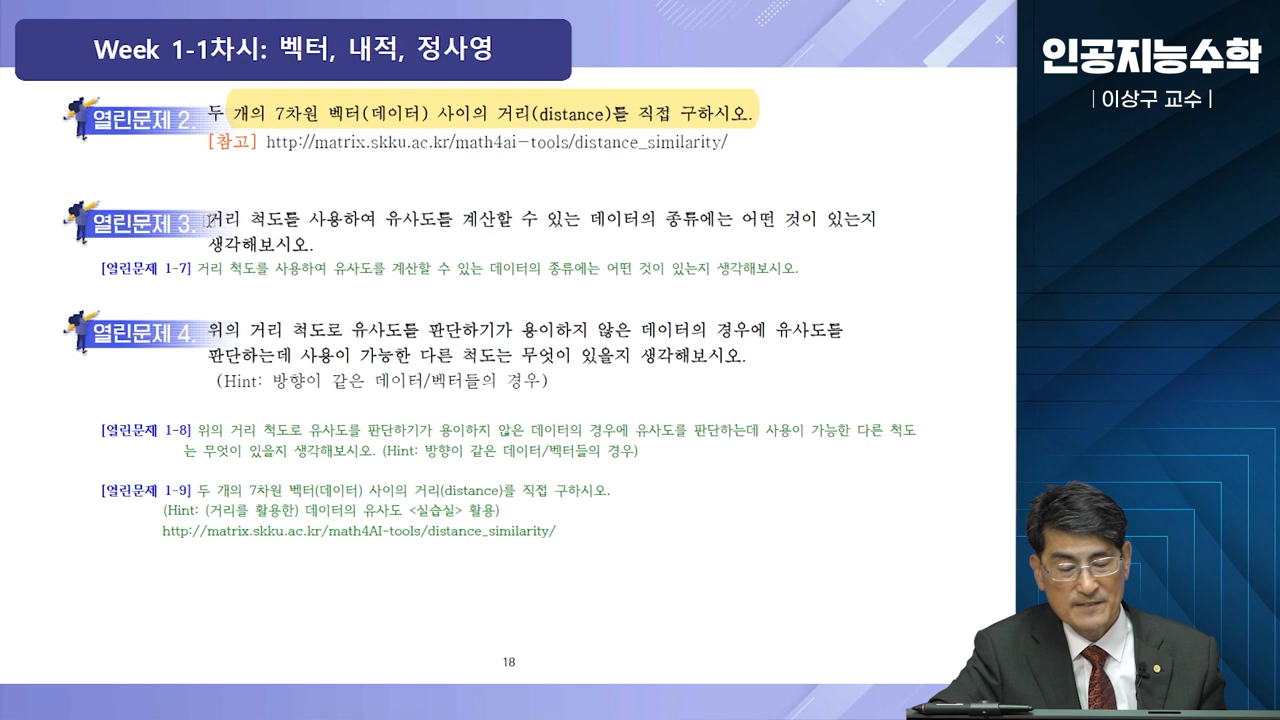 Week 1-1차시: 벡터, 내적, 정사영
인공지능수학
| 이상구 교수 |
열린문제 2. 두 개의 7차원 벡터(데이터) 사이의 거리(distance)를 직접 구하시오.
[참고] http://matrix.skku.ac.kr/math4ai-tools/distance_similarity/
열린문제 3. 거리 척도를 사용하여 유사도를 계산할 수 있는 데이터의 종류에는 어떤 것이 있는지
생각해보시오.
[열린문제 1-7] 거리 척도를 사용하여 유사도를 계산할 수 있는 데이터의 종류에는 어떤 것이 있는지 생각해보시오.
열린문제 4. 위의 거리 척도로 유사도를 판단하기가 용이하지 않은 데이터의 경우에 유사도를
판단하는데 사용이 가능한 다른 척도는 무엇이 있을지 생각해보시오.
(Hint: 방향이 같은 데이터/벡터들의 경우)
[열린문제 1-8] 위의 거리 척도로 유사도를 판단하기가 용이하지 않은 데이터의 경우에 유사도를 판단하는데 사용이 가능한 다른 척도
는 무엇이 있을지 생각해보시오. (Hint: 방향이 같은 데이터/벡터들의 경우)
[열린문제 1-9] 두 개의 7차원 벡터(데이터) 사이의 거리(distance)를 직접 구하시오.
(Hint: (거리를 활용한) 데이터의 유사도 <실습실> 활용)
http://matrix.skku.ac.kr/math4AI-tools/distance_similarity/
18